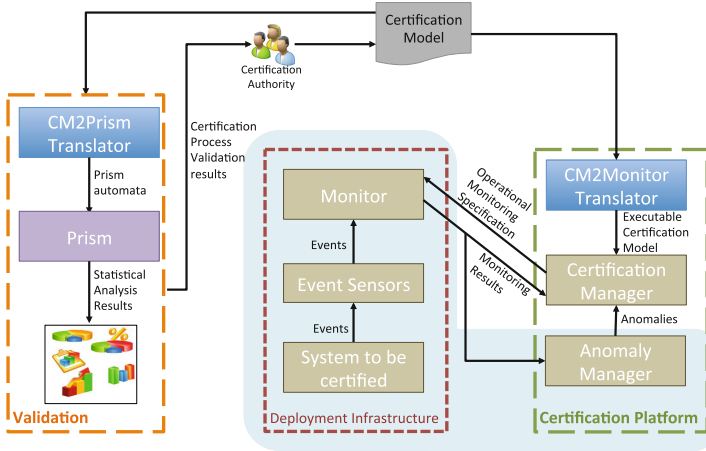 Certification
Model
Certification
Authority
CM2Prism
Translator
Prism
automata
Prism
Statistical
Analysis
Results
%
Validation
Certification
Process
Validation
results
Monitor
Events
Event Sensors
Events
System to be
certified
Deployment Infrastructure
Operational
Monitoring
Specification
Monitoring
Results
CM2Monitor
Translator
Executable
Certification
Model
Certification
Manager
Anomalies
Anomaly
Manager
Certification Platform